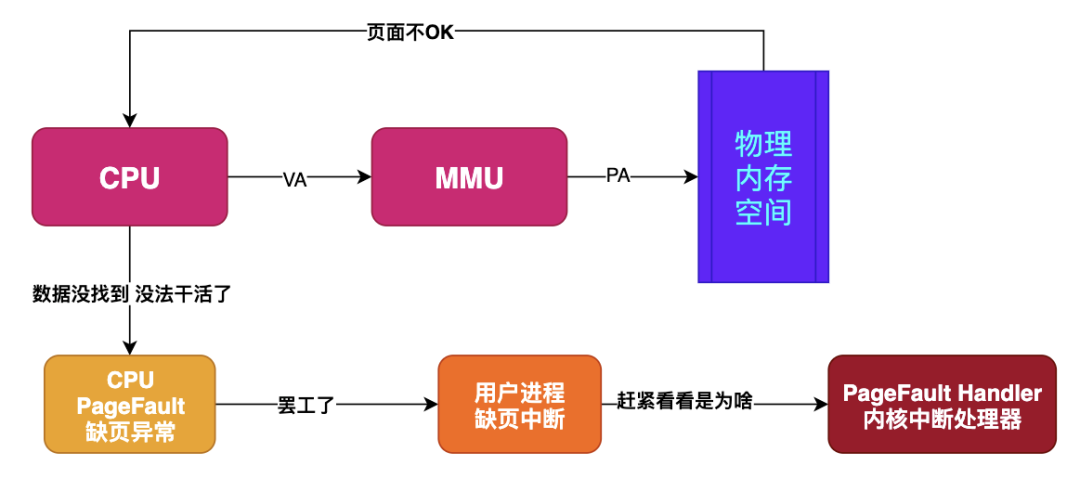 页面不OK
CPU
VA
MMU
PA
物理
内存
空间
数据没找到 没法干活了
CPU
PageFault
缺页异常
罢工了
用户进程
缺页中断
赶紧看看是为啥
PageFault Handler
内核中断处理器